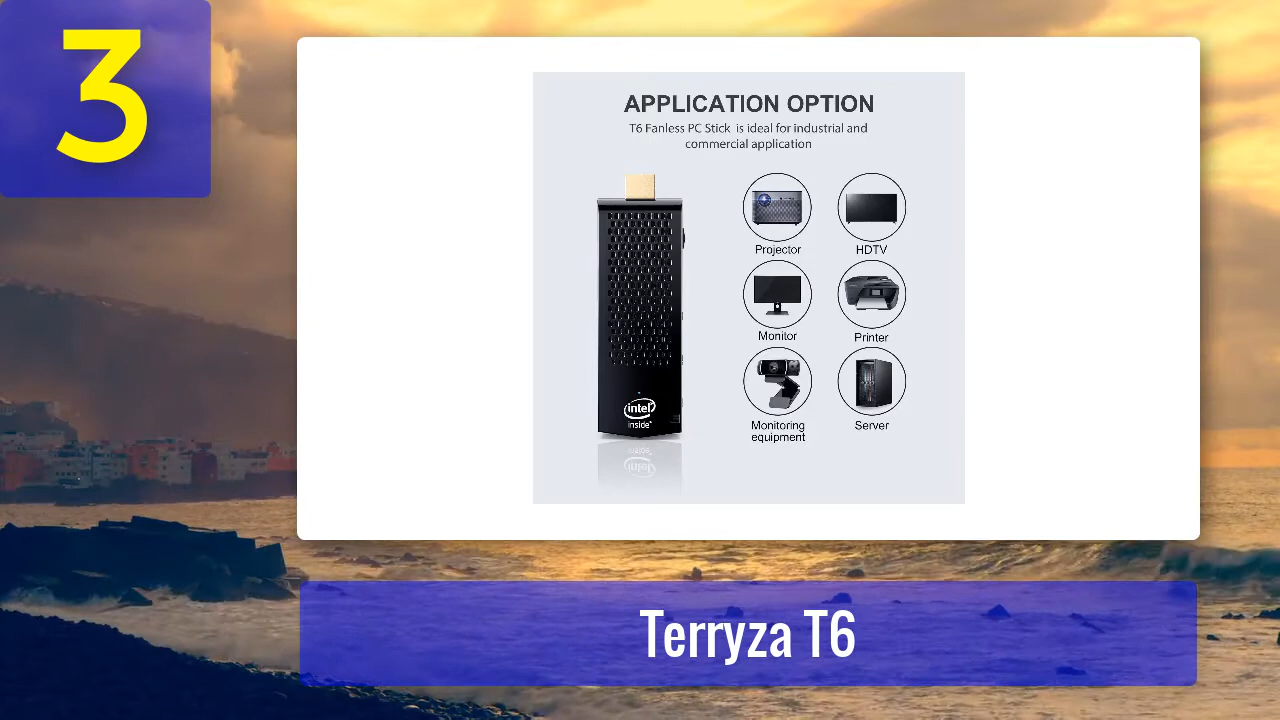 3
APPLICATION OPTION
T6 Fanless PC Stick is ideal for industrial and
commercial application
Projector
HDTV
Monitor
Printer
intel
inside
Monitoring
equipment
Server
Terryza T6